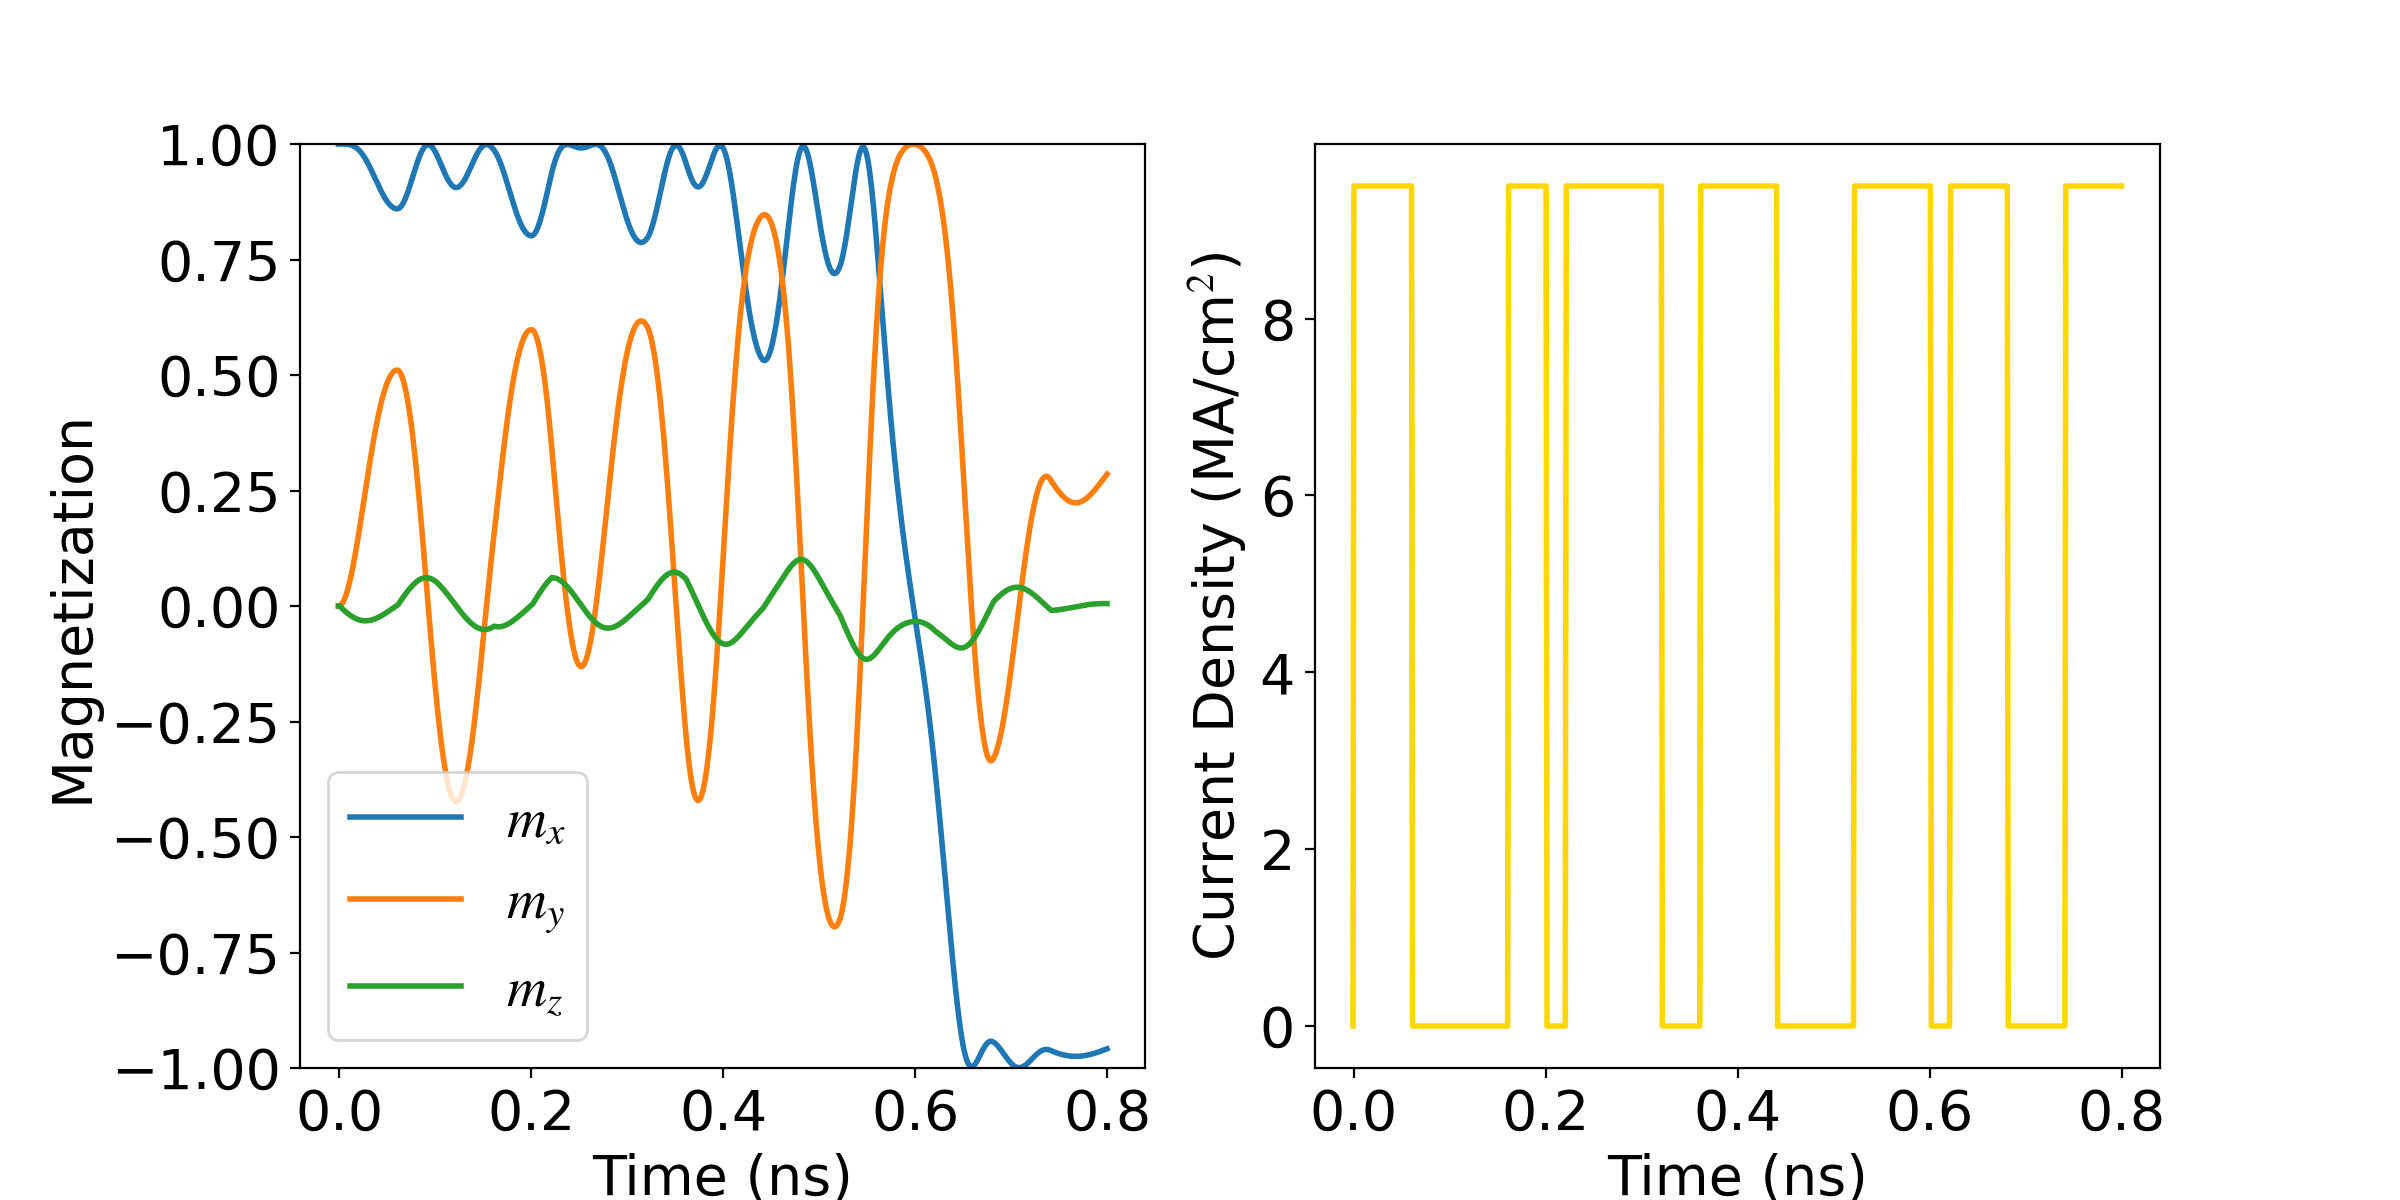 Magnetization
1.00
0.75
0.50
0.25
0.00
−0.25
−0.50
−0.75
−1.00
m_x
m_y
m_z
0.0 0.2 0.4 0.6 0.8
Time (ns)
Current Density (MA/cm²)
8
6
4
2
0
0.0 0.2 0.4 0.6 0.8
Time (ns)